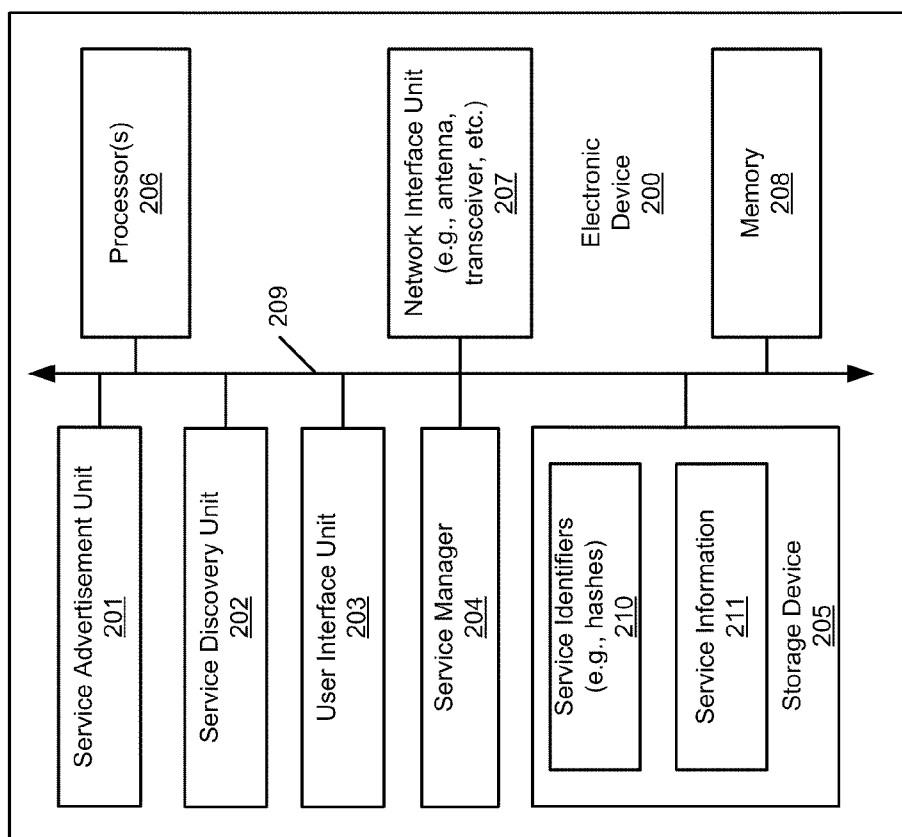 Service Advertisement Unit
201
Service Discovery Unit
202
User Interface Unit
203
Service Manager
204
Service Identifiers
(e.g., hashes)
210
Service Information
211
Storage Device
205
209
Processor(s)
206
Network Interface Unit
(e.g., antenna,
transceiver, etc.)
207
Electronic
Device
200
Memory
208